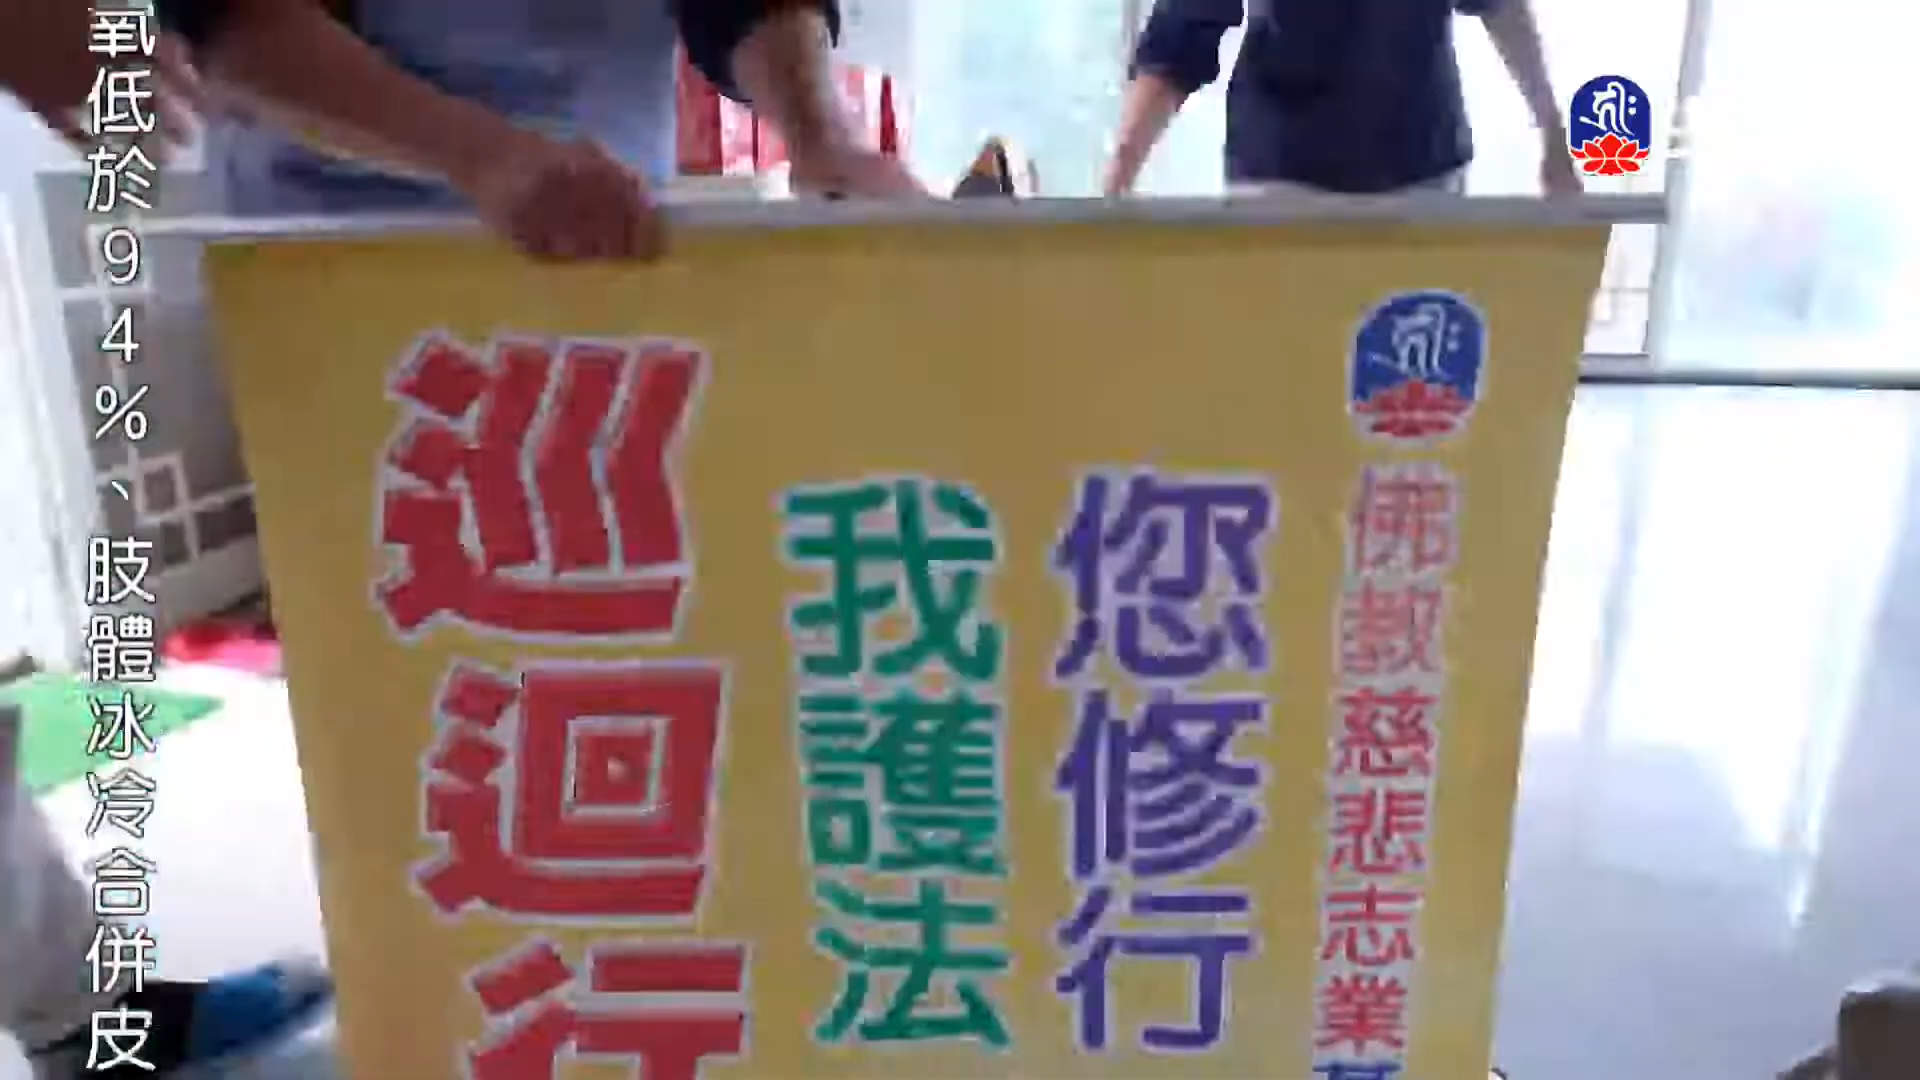 佛教慈悲志業
您修行
我護法
巡迴行
氧低於94%、肢體冰冷合併皮